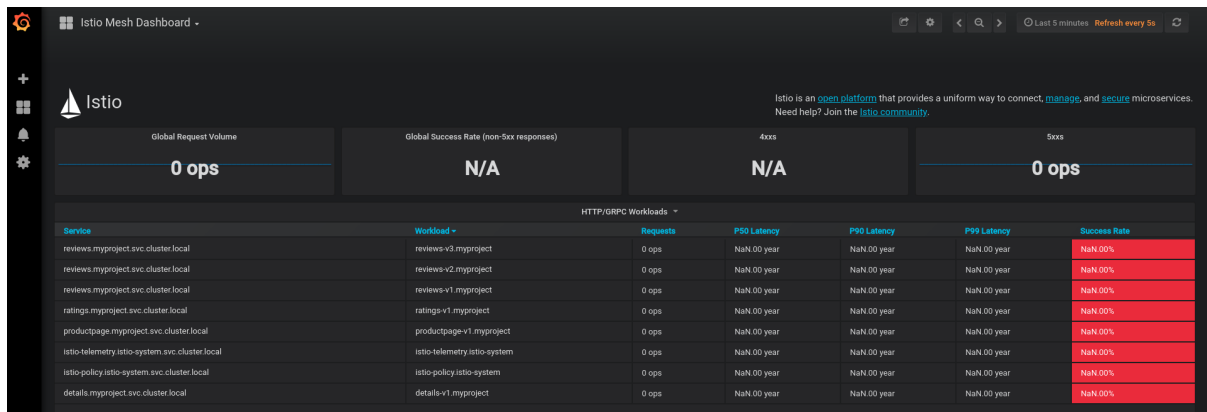 Istio Mesh Dashboard
Last 5 minutes Refresh every 5s
Istio
Istio is an open platform that provides a uniform way to connect, manage, and secure microservices.
Need help? Join the Istio community.
Global Request Volume
0 ops
Global Success Rate (non-5xx responses)
N/A
4xxs
N/A
5xxs
0 ops
HTTP/GRPC Workloads
Service Workload Requests P50 Latency P90 Latency P99 Latency Success Rate
reviews.myproject.svc.cluster.local reviews-v3.myproject 0 ops NaN.00 year NaN.00 year NaN.00 year NaN.00%
reviews.myproject.svc.cluster.local reviews-v2.myproject 0 ops NaN.00 year NaN.00 year NaN.00 year NaN.00%
reviews.myproject.svc.cluster.local reviews-v1.myproject 0 ops NaN.00 year NaN.00 year NaN.00 year NaN.00%
ratings.myproject.svc.cluster.local ratings-v1.myproject 0 ops NaN.00 year NaN.00 year NaN.00 year NaN.00%
productpage.myproject.svc.cluster.local productpage-v1.myproject 0 ops NaN.00 year NaN.00 year NaN.00 year NaN.00%
istio-telemetry.istio-system.svc.cluster.local istio-telemetry.istio-system 0 ops NaN.00 year NaN.00 year NaN.00 year NaN.00%
istio-policy.istio-system.svc.cluster.local istio-policy.istio-system 0 ops NaN.00 year NaN.00 year NaN.00 year NaN.00%
details.myproject.svc.cluster.local details-v1.myproject 0 ops NaN.00 year NaN.00 year NaN.00 year NaN.00%